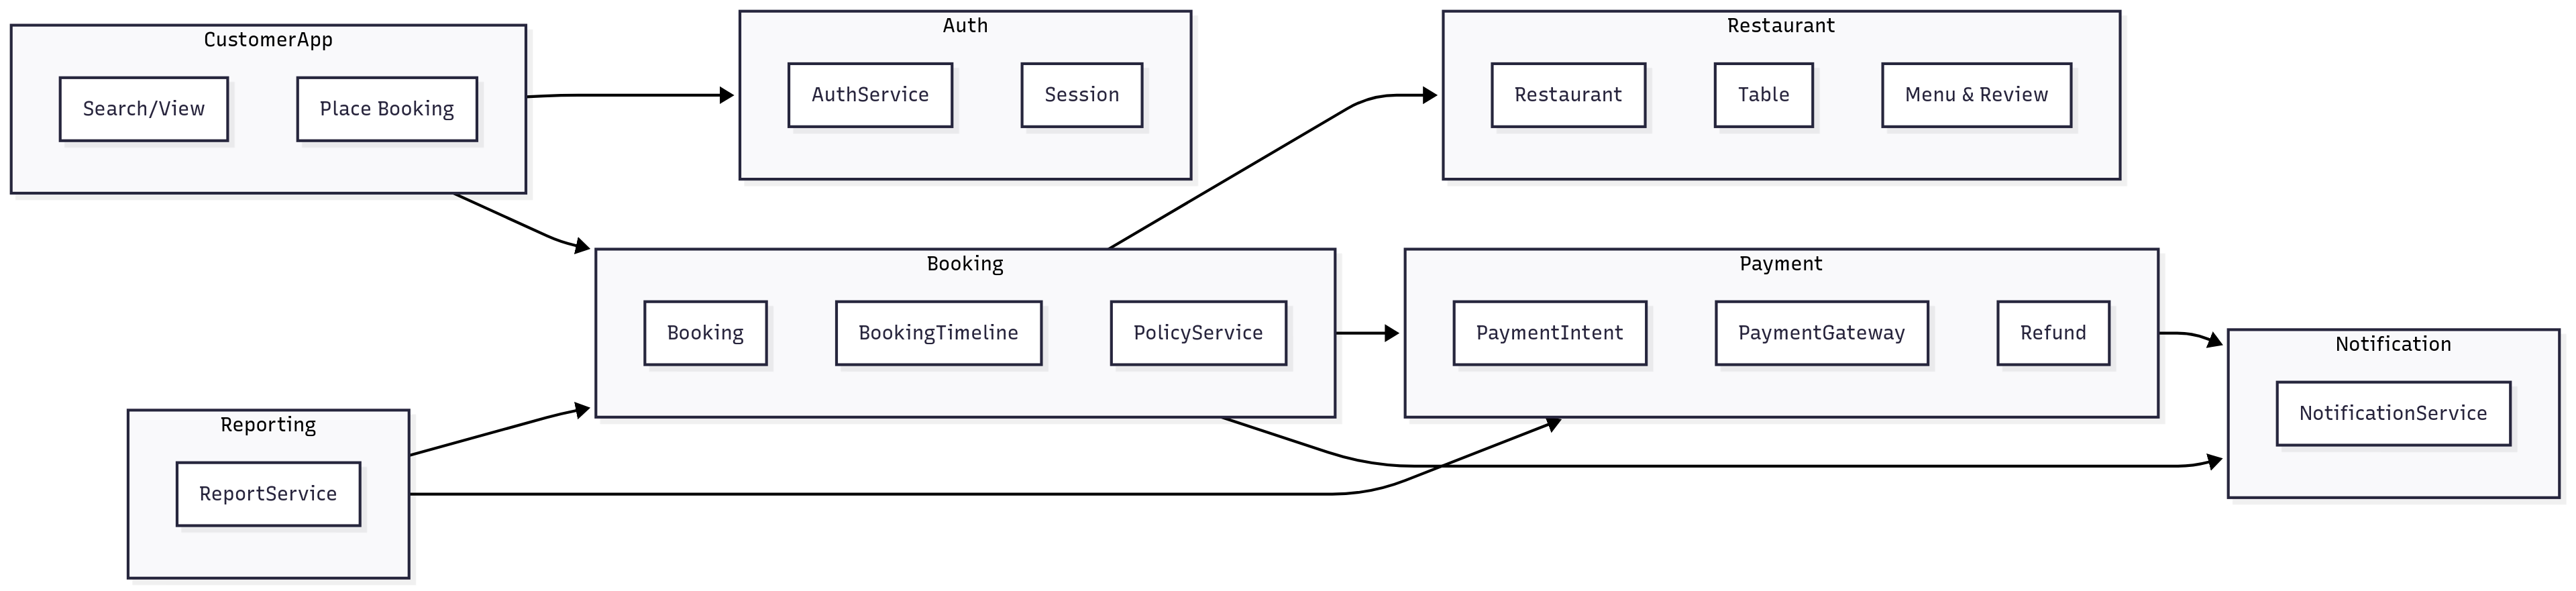 CustomerApp
Search/View
Place Booking
Auth
AuthService
Session
Restaurant
Restaurant
Table
Menu & Review
Booking
Booking
BookingTimeline
PolicyService
Payment
PaymentIntent
PaymentGateway
Refund
Notification
NotificationService
Reporting
ReportService